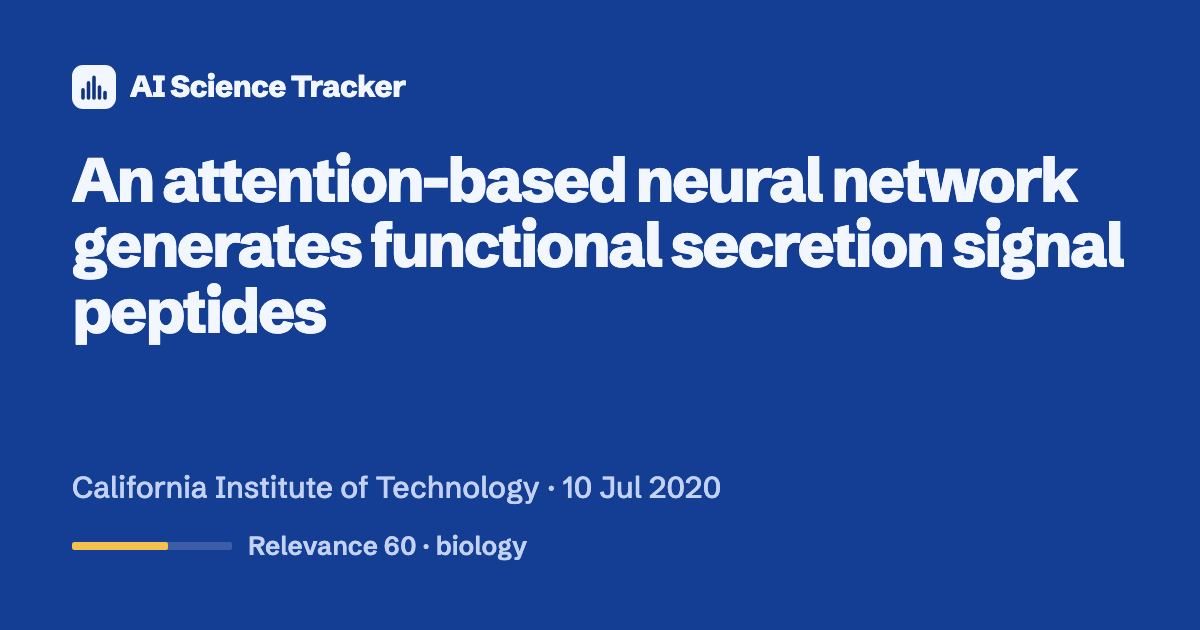 AI Science Tracker
An attention-based neural network
generates functional secretion signal
peptides
California Institute of Technology · 10 Jul 2020
Relevance 60 · biology